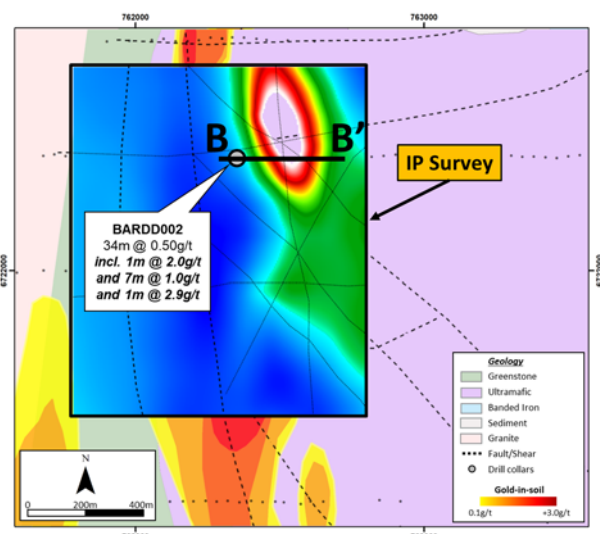 762000
763000
B
B'
IP Survey
BARDD002
34m @ 0.50g/t
incl. 1m @ 2.0g/t
and 7m @ 1.0g/t
and 1m @ 2.9g/t
6722000
Geology
Greenstone
Ultramafic
Banded Iron
Sediment
Granite
Fault/Shear
Drill collars
Gold-in-soil
0.1g/t
+3.0g/t
N
0
200m
400m